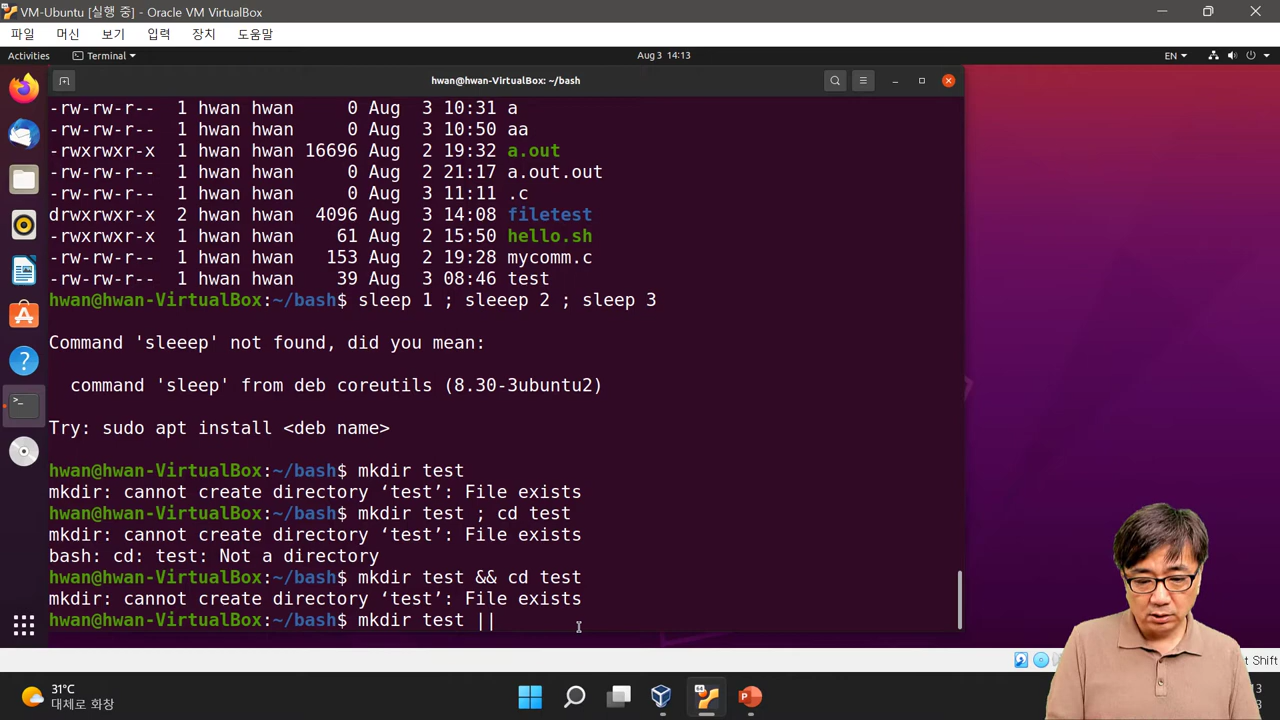 VM-Ubuntu [실행 중] - Oracle VM VirtualBox
파일 머신 보기 입력 장치 도움말
Activities Terminal Aug 3 14:13 EN
hwan@hwan-VirtualBox: ~/bash
-rw-rw-r-- 1 hwan hwan 0 Aug 3 10:31 a
-rw-rw-r-- 1 hwan hwan 0 Aug 3 10:50 aa
-rwxrwxr-x 1 hwan hwan 16696 Aug 2 19:32 a.out
-rw-rw-r-- 1 hwan hwan 0 Aug 2 21:17 a.out.out
-rw-rw-r-- 1 hwan hwan 0 Aug 3 11:11 .c
drwxrwxr-x 2 hwan hwan 4096 Aug 3 14:08 filetest
-rwxrwxr-x 1 hwan hwan 61 Aug 2 15:50 hello.sh
-rw-rw-r-- 1 hwan hwan 153 Aug 2 19:28 mycomm.c
-rw-rw-r-- 1 hwan hwan 39 Aug 3 08:46 test
hwan@hwan-VirtualBox:~/bash$ sleep 1 ; sleeep 2 ; sleep 3
Command 'sleeep' not found, did you mean:
command 'sleep' from deb coreutils (8.30-3ubuntu2)
Try: sudo apt install <deb name>
hwan@hwan-VirtualBox:~/bash$ mkdir test
mkdir: cannot create directory ‘test’: File exists
hwan@hwan-VirtualBox:~/bash$ mkdir test ; cd test
mkdir: cannot create directory ‘test’: File exists
bash: cd: test: Not a directory
hwan@hwan-VirtualBox:~/bash$ mkdir test && cd test
mkdir: cannot create directory ‘test’: File exists
hwan@hwan-VirtualBox:~/bash$ mkdir test ||
Shift
31°C
대체로 화창